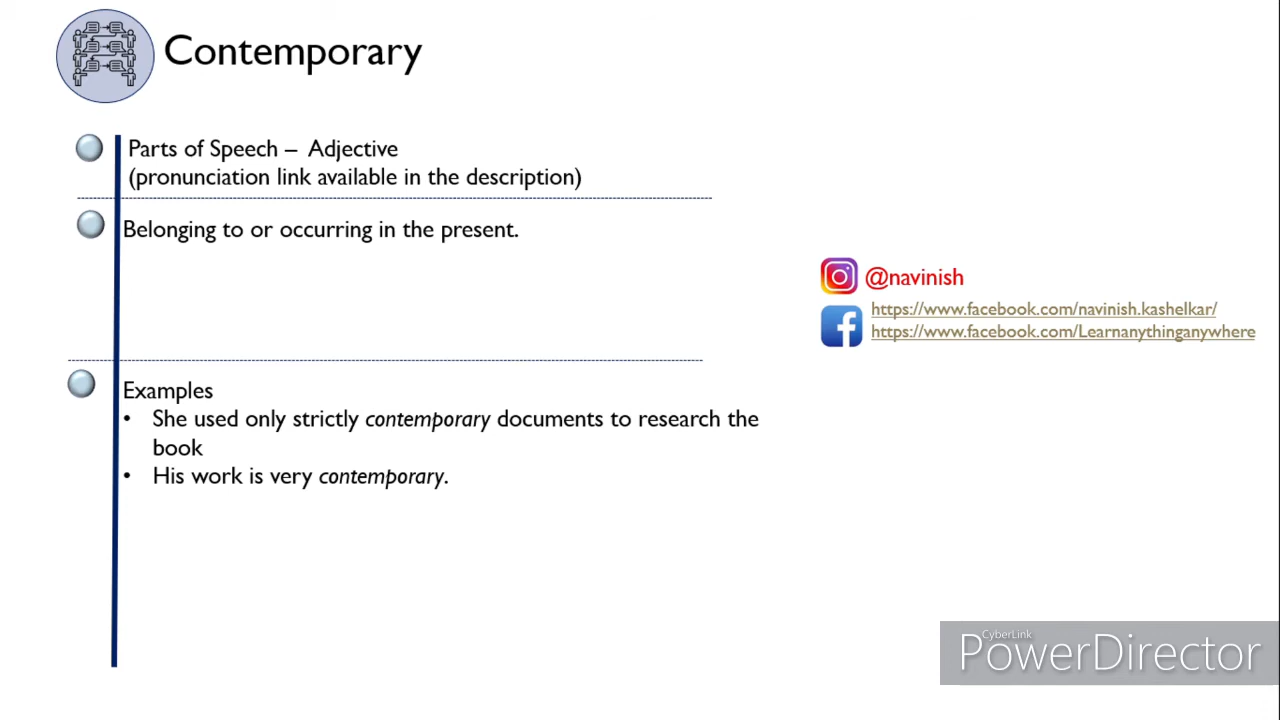 Contemporary
Parts of Speech – Adjective
(pronunciation link available in the description)
Belonging to or occurring in the present.
@navinish
https://www.facebook.com/navinish.kashelkar/
https://www.facebook.com/Learnanythinganywhere
Examples
• She used only strictly contemporary documents to research the
book
• His work is very contemporary.
CyberLink
PowerDirector